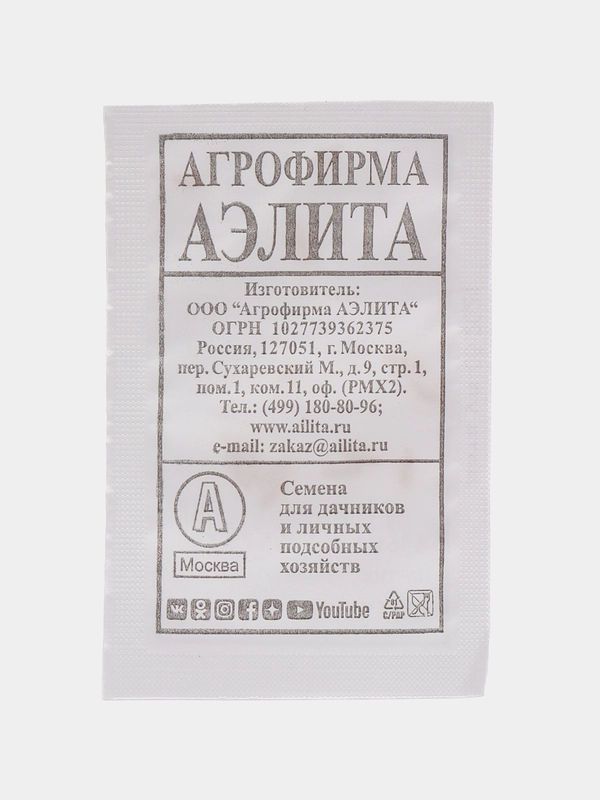 АГРОФИРМА
АЭЛИТА
Изготовитель:
ООО “Агрофирма АЭЛИТА“
ОГРН 1027739362375
Россия, 127051, г. Москва,
пер. Сухаревский М., д. 9, стр. 1,
пом. 1, ком. 11, оф. (РМХ2).
Тел.: (499) 180-80-96;
www.ailita.ru
e-mail: zakaz@ailita.ru
А
Москва
Семена
для дачников
и личных
подсобных
хозяйств
YouTube
C/PAP